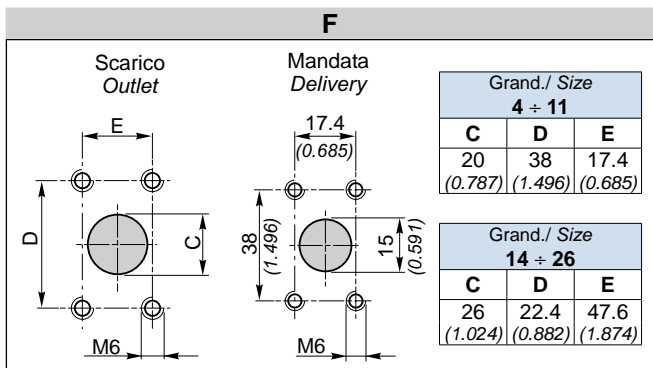 F
Scarico
Outlet
E
D
C
M6
Mandata
Delivery
17.4
(0.685)
38
(1.496)
15
(0.591)
M6
Grand./ Size
4 ÷ 11
C D E
20 38 17.4
(0.787) (1.496) (0.685)
Grand./ Size
14 ÷ 26
C D E
26 22.4 47.6
(1.024) (0.882) (1.874)